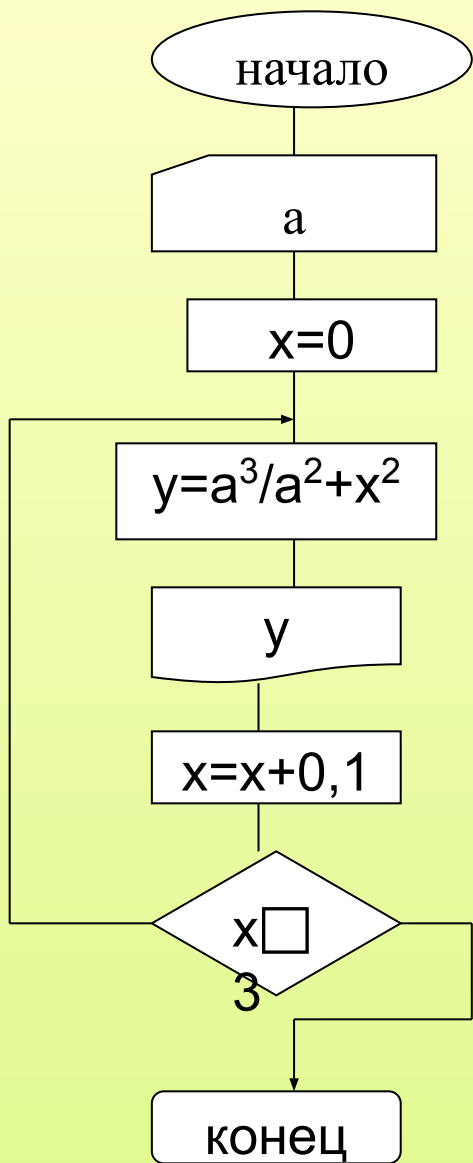 начало
а
x=0
y=a³/a²+x²
y
x=x+0,1
x□
3
конец